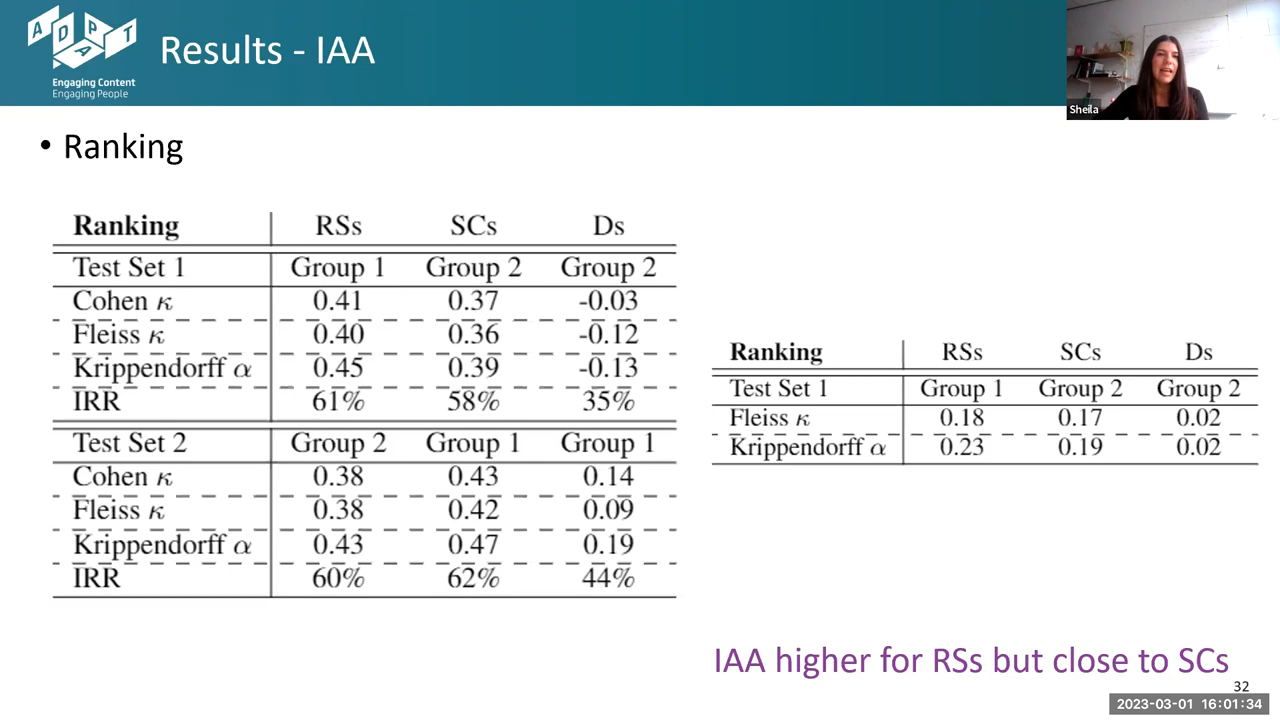 ADAPT
Engaging Content
Engaging People
Results - IAA
Sheila
• Ranking
Ranking RSs SCs Ds
Test Set 1 Group 1 Group 2 Group 2
Cohen κ 0.41 0.37 -0.03
Fleiss κ 0.40 0.36 -0.12
Krippendorff α 0.45 0.39 -0.13
IRR 61% 58% 35%
Test Set 2 Group 2 Group 1 Group 1
Cohen κ 0.38 0.43 0.14
Fleiss κ 0.38 0.42 0.09
Krippendorff α 0.43 0.47 0.19
IRR 60% 62% 44%
Ranking RSs SCs Ds
Test Set 1 Group 1 Group 2 Group 2
Fleiss κ 0.18 0.17 0.02
Krippendorff α 0.23 0.19 0.02
IAA higher for RSs but close to SCs
32
2023-03-01 16:01:34